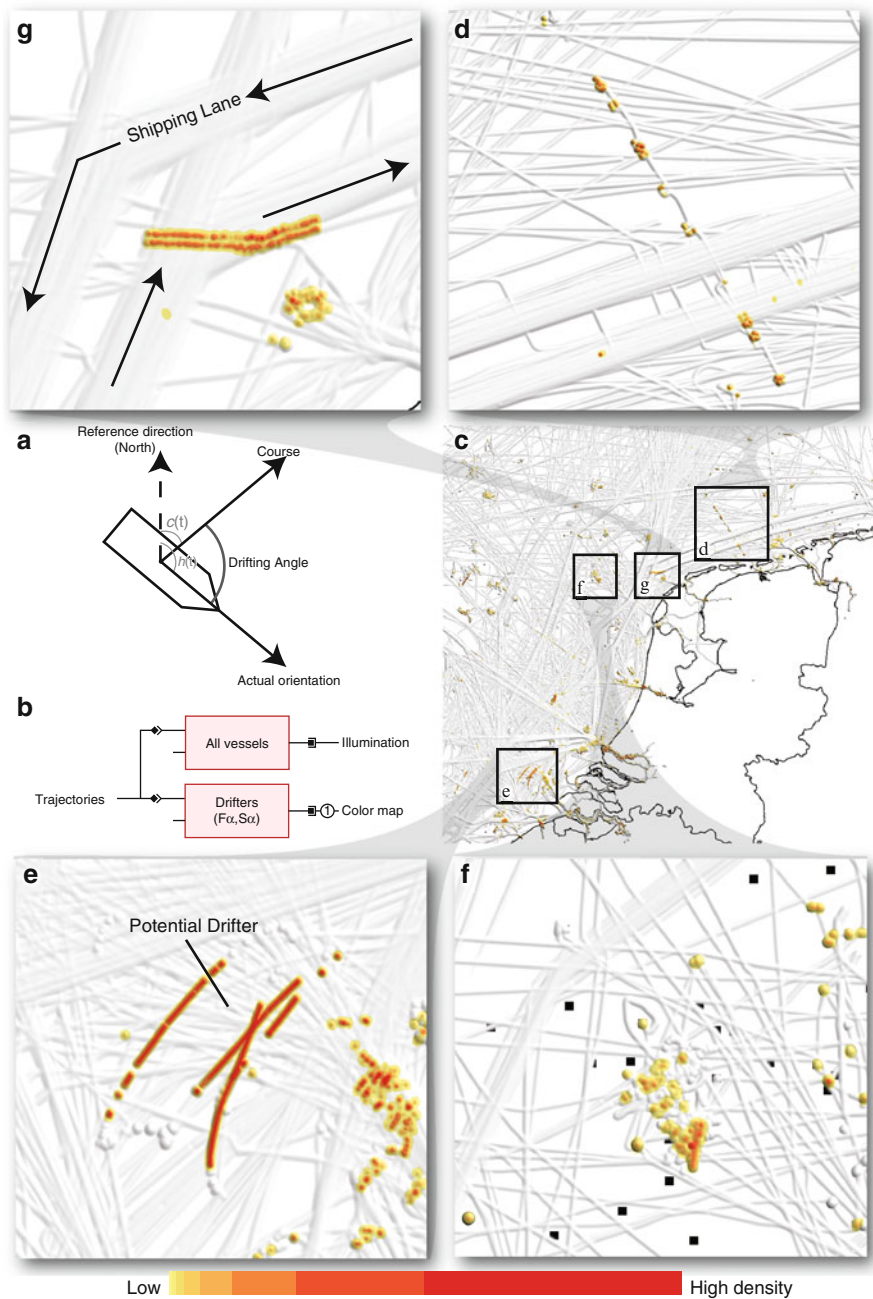 g
Shipping Lane
d
a
Reference direction
(North)
Course
c(t)
h(t)
Drifting Angle
Actual orientation
c
d
f
g
e
b
All vessels
Illumination
Trajectories
Drifters
(Fα,Sα)
1
Color map
e
Potential Drifter
f
Low
High density